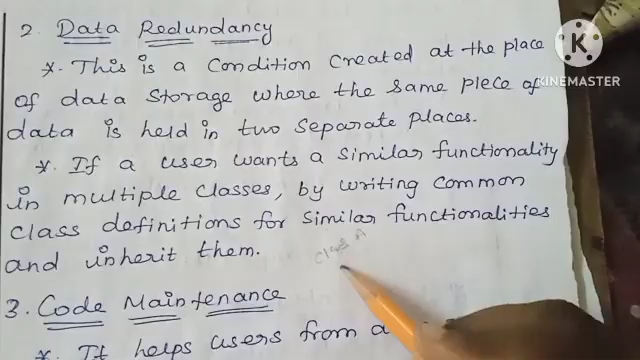 2. Data Redundancy
*. This is a condition created at the place
of data storage where the same piece of
data is held in two separate places.
*. If a user wants a similar functionality
in multiple classes, by writing common
class definitions for similar functionalities
and inherit them.
class A
3. Code Maintenance
*. It helps users from a
KINEMASTER